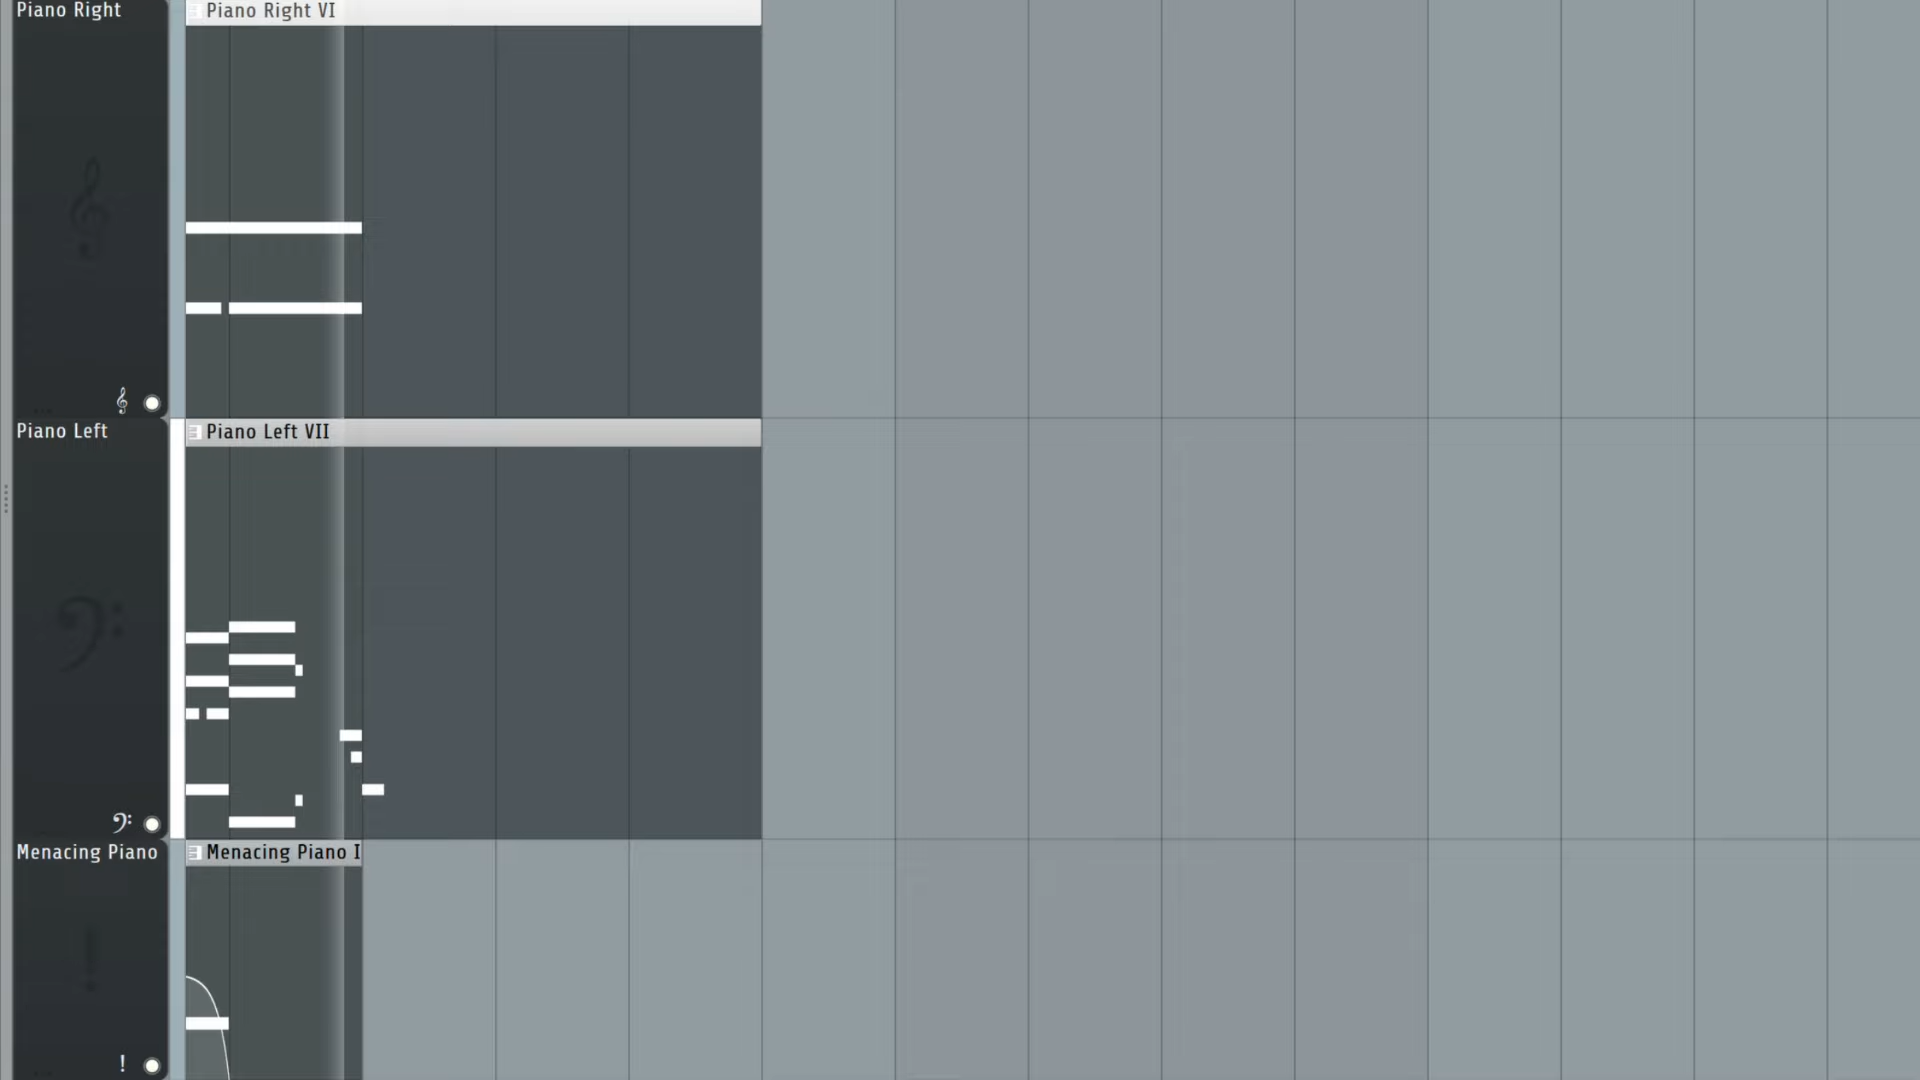 Piano Right
Piano Right VI
Piano Left
Piano Left VII
Menacing Piano
Menacing Piano I
!